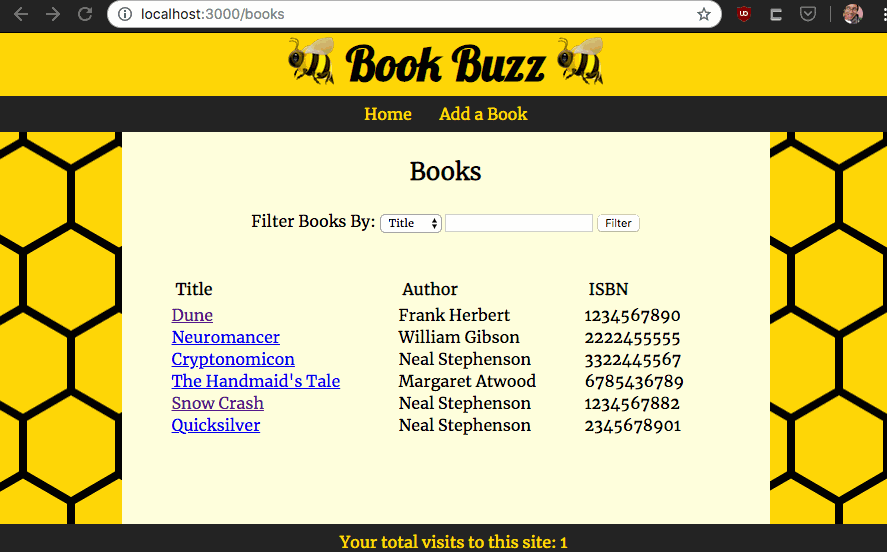 localhost:3000/books
Book Buzz
Home Add a Book
Books
Filter Books By: Title Filter
Title Author ISBN
Dune Frank Herbert 1234567890
Neuromancer William Gibson 2222455555
Cryptonomicon Neal Stephenson 3322445567
The Handmaid's Tale Margaret Atwood 6785436789
Snow Crash Neal Stephenson 1234567882
Quicksilver Neal Stephenson 2345678901
Your total visits to this site: 1